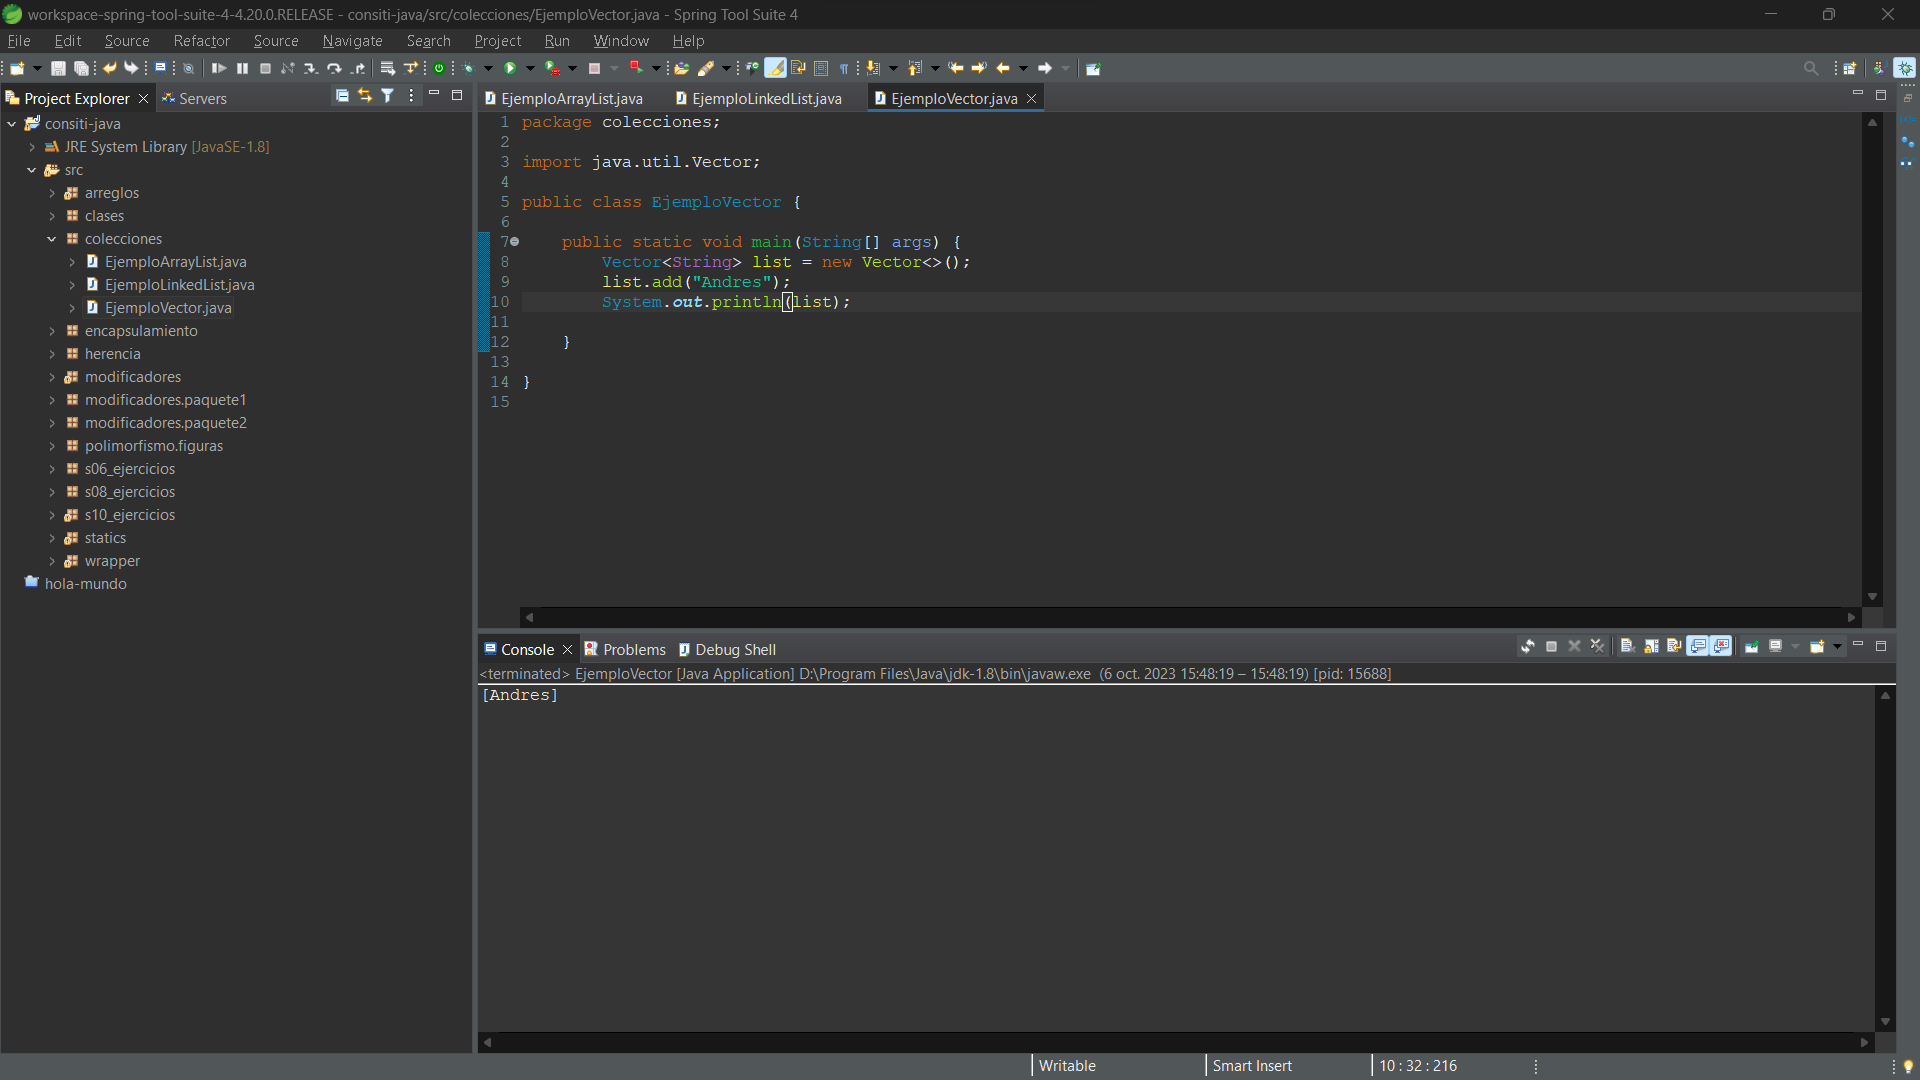 workspace-spring-tool-suite-4-4.20.0.RELEASE - consiti-java/src/colecciones/EjemploVector.java - Spring Tool Suite 4
File Edit Source Refactor Source Navigate Search Project Run Window Help
Project Explorer Servers
consiti-java
JRE System Library [JavaSE-1.8]
src
arreglos
clases
colecciones
EjemploArrayList.java
EjemploLinkedList.java
EjemploVector.java
encapsulamiento
herencia
modificadores
modificadores.paquete1
modificadores.paquete2
polimorfismo.figuras
s06_ejercicios
s08_ejercicios
s10_ejercicios
statics
wrapper
hola-mundo
EjemploArrayList.java EjemploLinkedList.java EjemploVector.java
1 package colecciones;
2
3 import java.util.Vector;
4
5 public class EjemploVector {
6
7 public static void main(String[] args) {
8 Vector<String> list = new Vector<>();
9 list.add("Andres");
10 System.out.println(list);
11
12 }
13
14 }
15
Console Problems Debug Shell
<terminated> EjemploVector [Java Application] D:\Program Files\Java\jdk-1.8\bin\javaw.exe (6 oct. 2023 15:48:19 – 15:48:19) [pid: 15688]
[Andres]
Writable Smart Insert 10 : 32 : 216